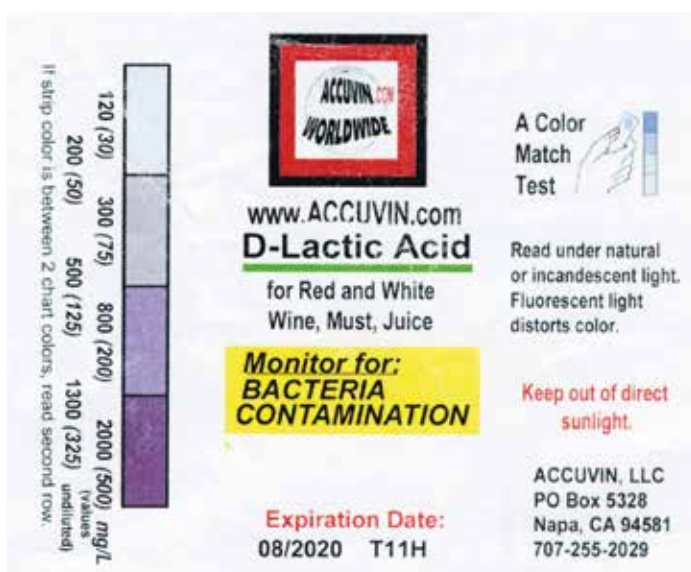 ACCUVIN.COM
WORLDWIDE
www.ACCUVIN.com
D-Lactic Acid
for Red and White
Wine, Must, Juice
Monitor for:
BACTERIA
CONTAMINATION
Expiration Date:
08/2020 T11H
120 (30) 300 (75) 800 (200) 2000 (500) mg/L
200 (50) 500 (125) 1300 (325) (values
undiluted)
If strip color is between 2 chart colors, read second row.
A Color
Match
Test
Read under natural
or incandescent light.
Fluorescent light
distorts color.
Keep out of direct
sunlight.
ACCUVIN, LLC
PO Box 5328
Napa, CA 94581
707-255-2029